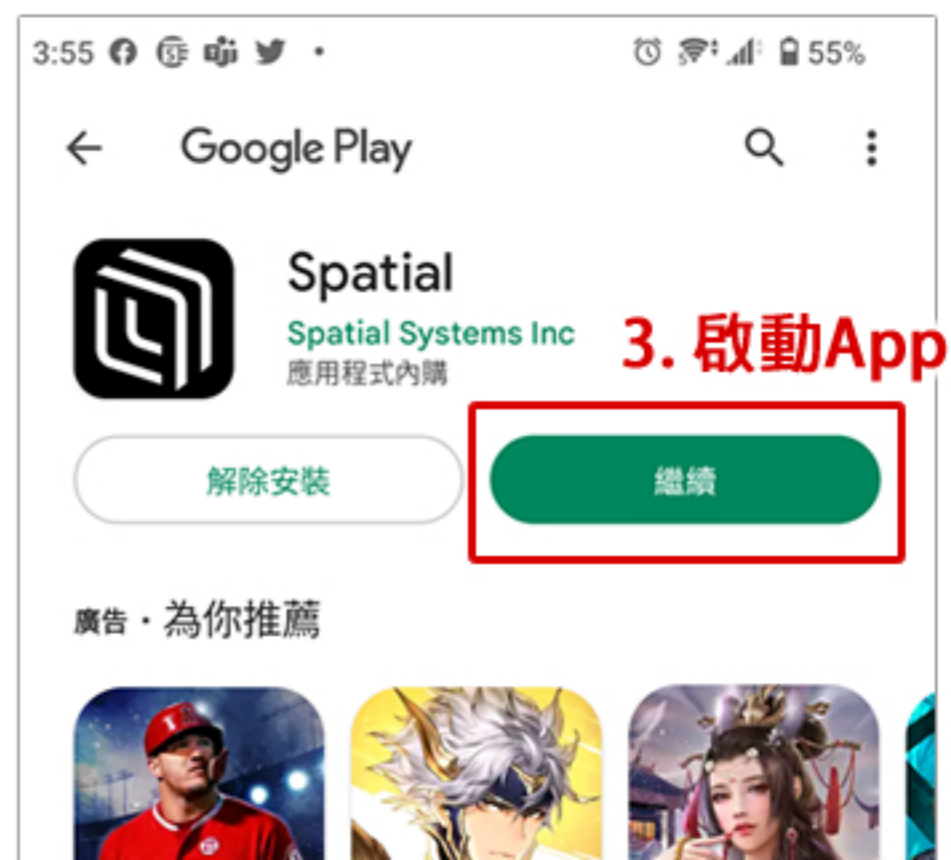 3:55 55%
Google Play
Spatial
Spatial Systems Inc
應用程式內購
3. 啟動App
解除安裝
繼續
廣告・為你推薦